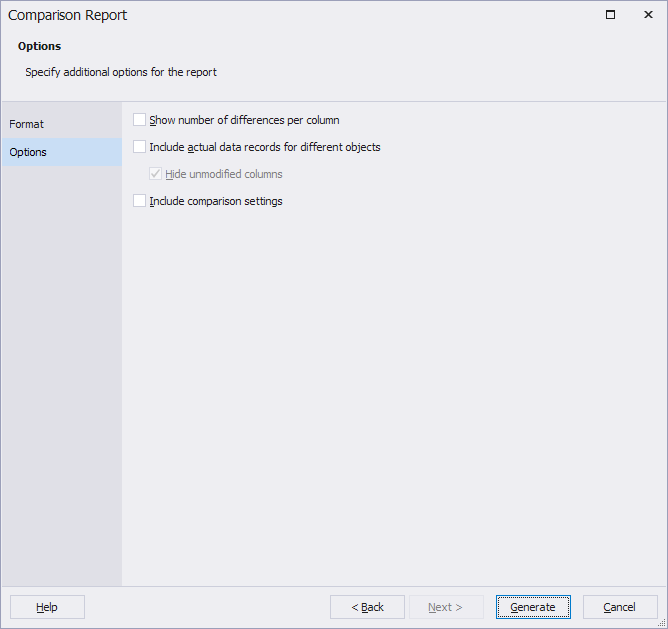 Comparison Report
Options
Specify additional options for the report
Format
Options
Show number of differences per column
Include actual data records for different objects
Hide unmodified columns
Include comparison settings
Help
< Back
Next >
Generate
Cancel